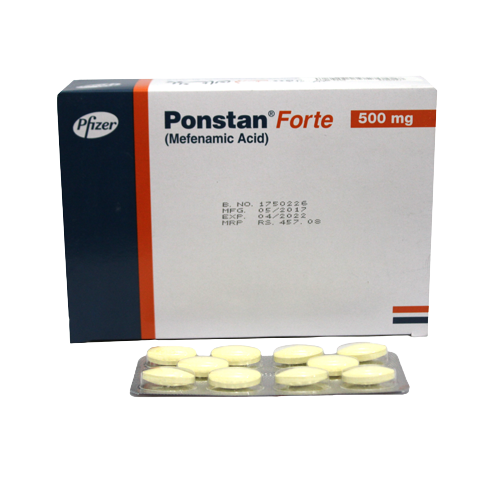 Pfizer
Ponstan® Forte 500 mg
(Mefenamic Acid)
B. NO. 1750226
MFG. 05/2017
EXP. 04/2022
MRP RS. 457.08